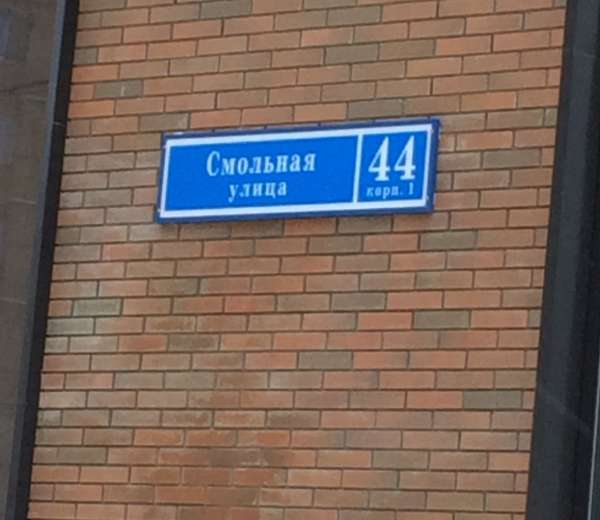 Смольная
улица
44
корп. 1